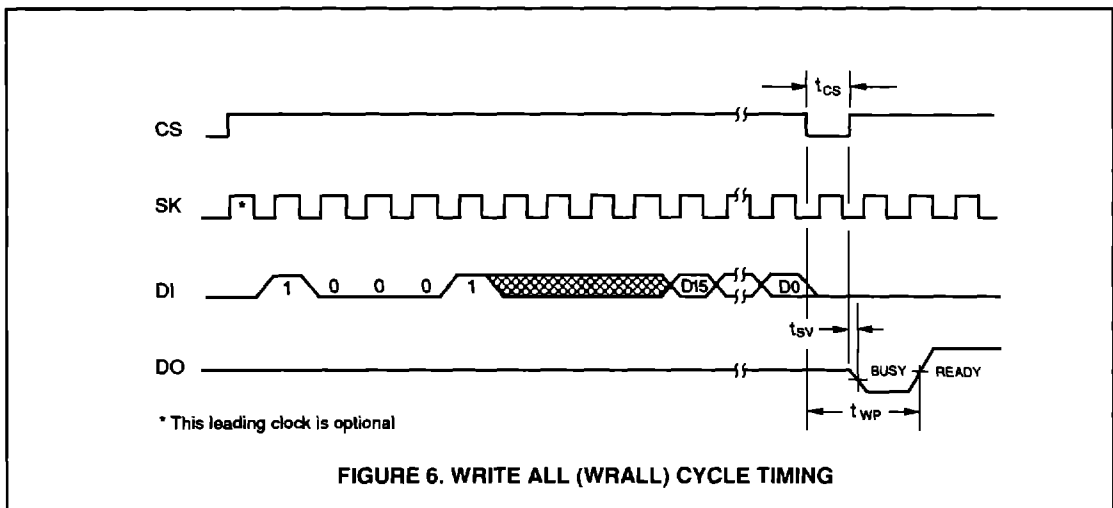 tCS
CS
SK *
DI 1 0 0 0 1 D15 D0
tSV
DO BUSY READY
tWP
* This leading clock is optional
FIGURE 6. WRITE ALL (WRALL) CYCLE TIMING